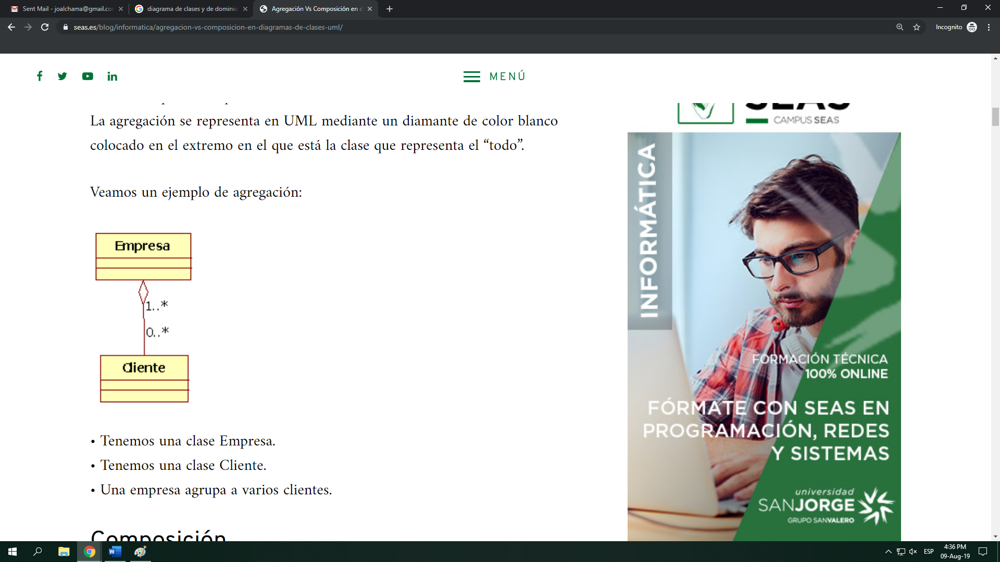 Sent Mail - joalchama@gmail.co
diagrama de clases y de dominio
Agregación Vs Composición en d
seas.es/blog/informatica/agregacion-vs-composicion-en-diagramas-de-clases-uml/
Incognito
MENÚ
La agregación se representa en UML mediante un diamante de color blanco
colocado en el extremo en el que está la clase que representa el “todo”.
Veamos un ejemplo de agregación:
Empresa
1..*
0..*
Cliente
• Tenemos una clase Empresa.
• Tenemos una clase Cliente.
• Una empresa agrupa a varios clientes.
Composición
SEAS
CAMPUS SEAS
INFORMÁTICA
FORMACIÓN TÉCNICA
100% ONLINE
FÓRMATE CON SEAS EN
PROGRAMACIÓN, REDES
Y SISTEMAS
universidad
SANJORGE
GRUPO SANVALERO
ESP
4:36 PM
09-Aug-19